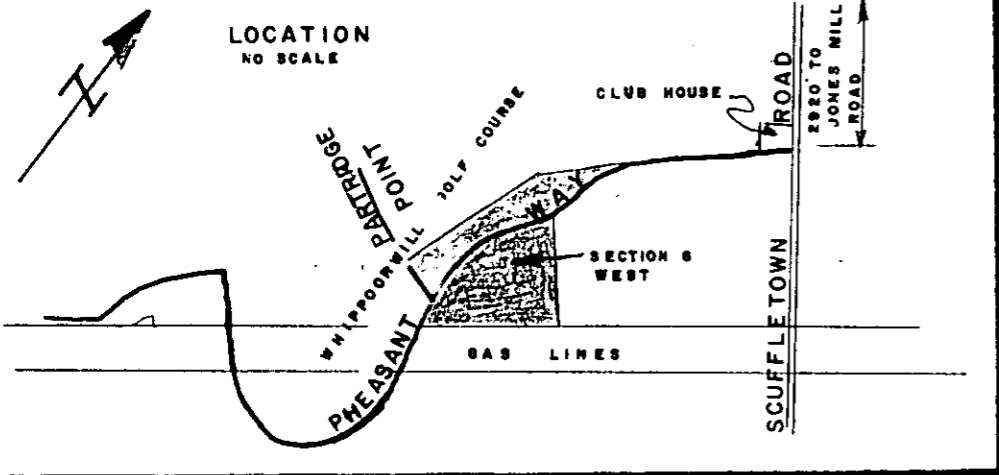 LOCATION
NO SCALE
N
CLUB HOUSE
2920' TO
JONES MILL
ROAD
SCUFFLETOWN ROAD
PARTRIDGE
POINT
WHIPPOORWILL GOLF COURSE
PHEASANT WAY
SECTION 6
WEST
GAS LINES